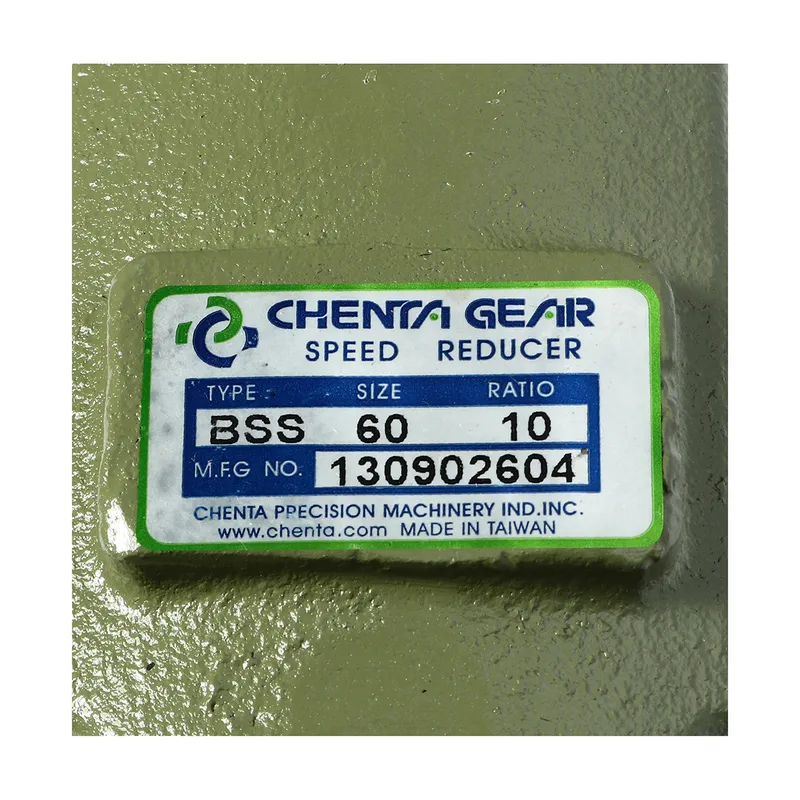 CHENTA GEAR
SPEED REDUCER
TYPE SIZE RATIO
BSS 60 10
M.F.G NO. 130902604
CHENTA PPECISION MACHINERY IND.INC.
www.chenta.com MADE IN TAIWAN